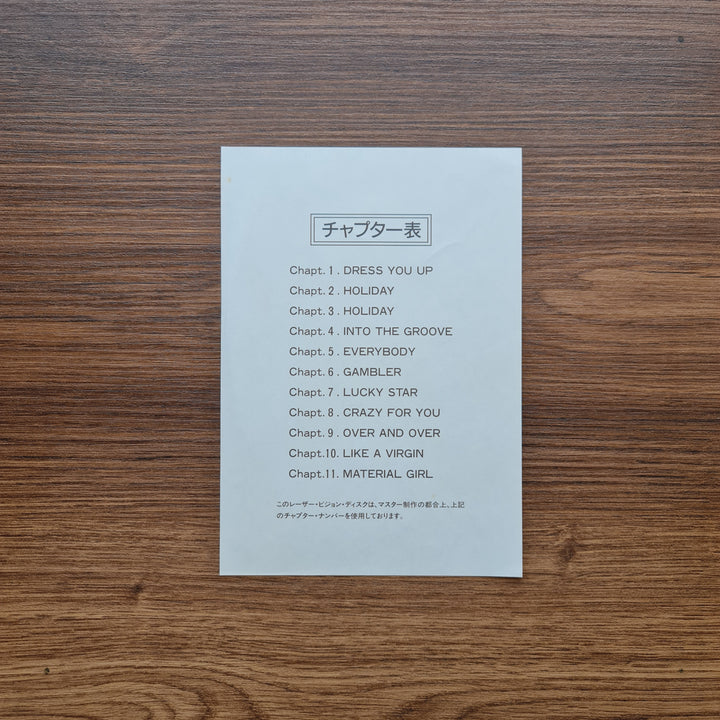 チャプター表
Chapt. 1 . DRESS YOU UP
Chapt. 2 . HOLIDAY
Chapt. 3 . HOLIDAY
Chapt. 4 . INTO THE GROOVE
Chapt. 5 . EVERYBODY
Chapt. 6 . GAMBLER
Chapt. 7 . LUCKY STAR
Chapt. 8 . CRAZY FOR YOU
Chapt. 9 . OVER AND OVER
Chapt.10. LIKE A VIRGIN
Chapt.11. MATERIAL GIRL
このレーザー・ビジョン・ディスクは、マスター制作の都合上、上記
のチャプター・ナンバーを使用しております。